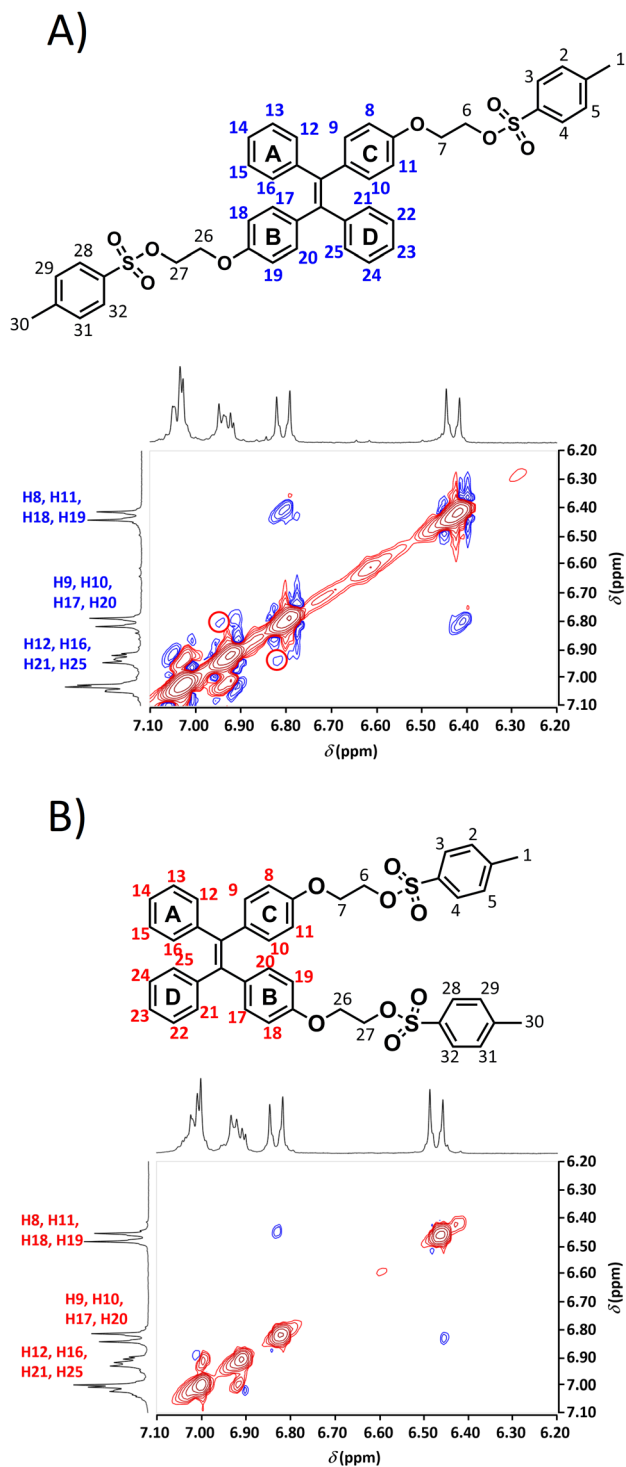 A)
1
2
3
6
O
O
S
O
O
5
4
7
13
8
14
12
9
A
C
15
11
16
17
10
21
18
22
B
D
23
19
20
25
24
26
O
28
O
O
29
S
27
O
32
30
31
7.10 7.00 6.90 6.80 6.70 6.60 6.50 6.40 6.30 6.20
δ(ppm)
6.20
6.30
6.40
6.50
6.60
6.70
6.80
6.90
7.00
7.10
δ(ppm)
H8, H11,
H18, H19
H9, H10,
H17, H20
H12, H16,
H21, H25
B)
3
2
13
8
6
O
O
1
14
12
9
S
A
C
7
O
O
5
15
11
4
16
10
25
20
24
19
28
29
D
B
26
O
O
23
21
17
O
27
S
30
22
18
O
32
31
H8, H11,
H18, H19
H9, H10,
H17, H20
H12, H16,
H21, H25
6.20
6.30
6.40
6.50
6.60
6.70
6.80
6.90
7.00
7.10
δ(ppm)
7.10 7.00 6.90 6.80 6.70 6.60 6.50 6.40 6.30 6.20
δ(ppm)